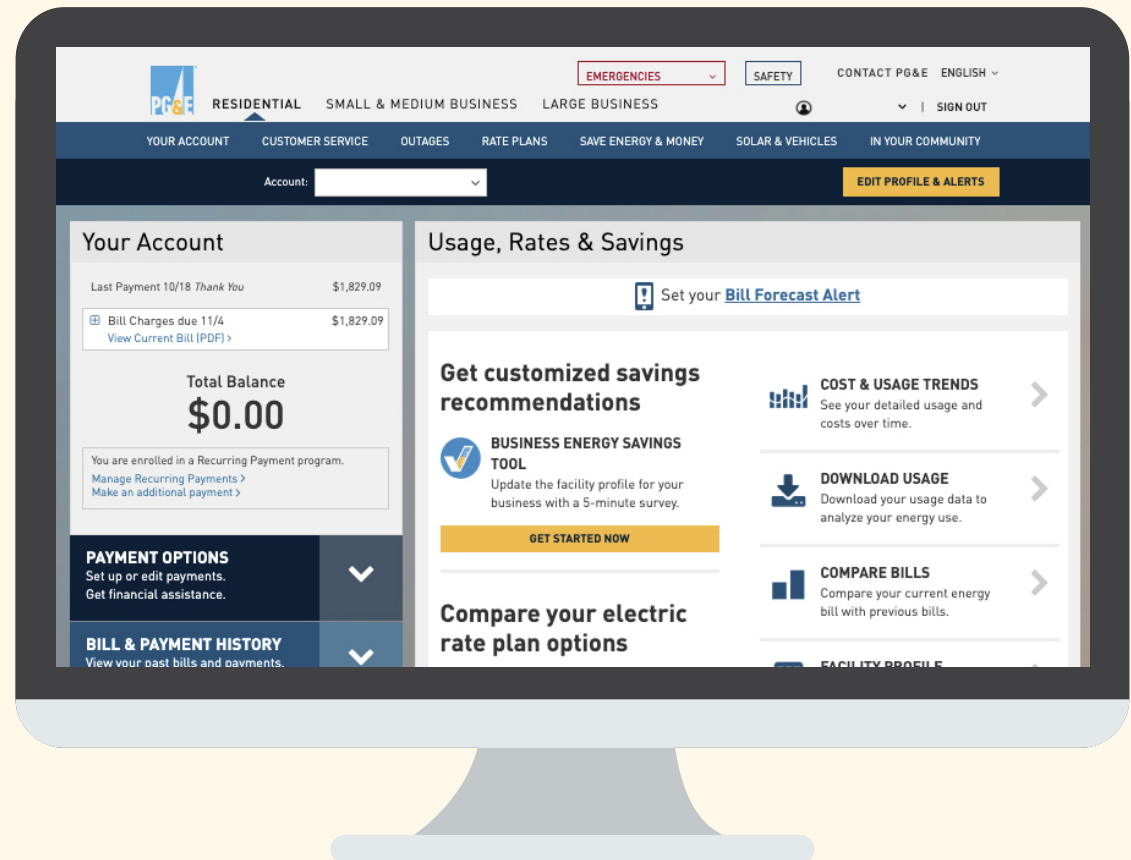 EMERGENCIES
SAFETY
CONTACT PG&E ENGLISH
PG&E
RESIDENTIAL SMALL & MEDIUM BUSINESS LARGE BUSINESS
| SIGN OUT
YOUR ACCOUNT CUSTOMER SERVICE OUTAGES RATE PLANS SAVE ENERGY & MONEY SOLAR & VEHICLES IN YOUR COMMUNITY
Account:
EDIT PROFILE & ALERTS
Your Account
Last Payment 10/18 Thank You $1,829.09
Bill Charges due 11/4 $1,829.09
View Current Bill (PDF) >
Total Balance
$0.00
You are enrolled in a Recurring Payment program.
Manage Recurring Payments >
Make an additional payment >
PAYMENT OPTIONS
Set up or edit payments.
Get financial assistance.
BILL & PAYMENT HISTORY
View your past bills and payments.
Usage, Rates & Savings
Set your Bill Forecast Alert
Get customized savings
recommendations
BUSINESS ENERGY SAVINGS
TOOL
Update the facility profile for your
business with a 5-minute survey.
GET STARTED NOW
Compare your electric
rate plan options
COST & USAGE TRENDS
See your detailed usage and
costs over time.
DOWNLOAD USAGE
Download your usage data to
analyze your energy use.
COMPARE BILLS
Compare your current energy
bill with previous bills.
FACILITY PROFILE